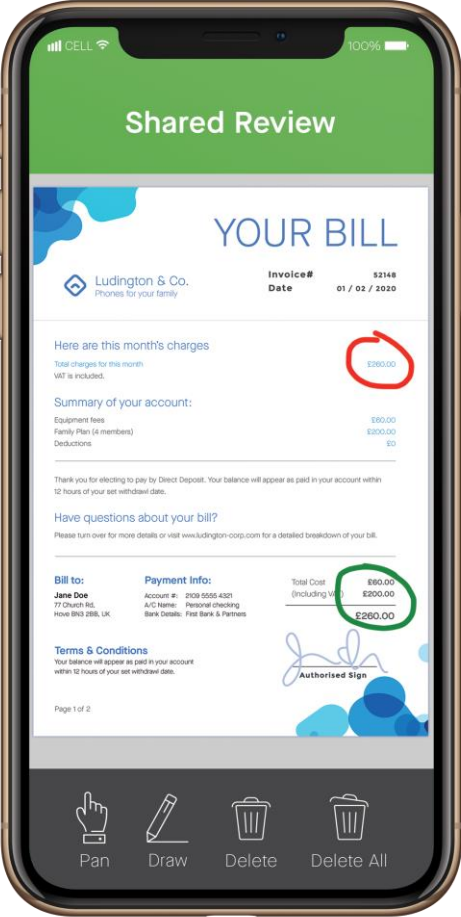 CELL 100%
Shared Review
YOUR BILL
Ludington & Co.
Phones for your family
Invoice# 52148
Date 01 / 02 / 2020
Here are this month's charges
Total charges for this month £260.00
VAT is included.
Summary of your account:
Equipment fees £60.00
Family Plan (4 members) £200.00
Deductions £0
Thank you for electing to pay by Direct Deposit. Your balance will appear as paid in your account within
12 hours of your set withdrawl date.
Have questions about your bill?
Please turn over for more details or visit www.ludington-corp.com for a detailed breakdown of your bill.
Bill to:
Jane Doe
77 Church Rd,
Hove BN3 2BB, UK
Payment Info:
Account #: 2109 5555 4321
A/C Name: Personal checking
Bank Details: First Bank & Partners
Total Cost £60.00
(Including VAT) £200.00
£260.00
Terms & Conditions
Your balance will appear as paid in your account
within 12 hours of your set withdrawl date.
Authorised Sign
Page 1 of 2
Pan Draw Delete Delete All